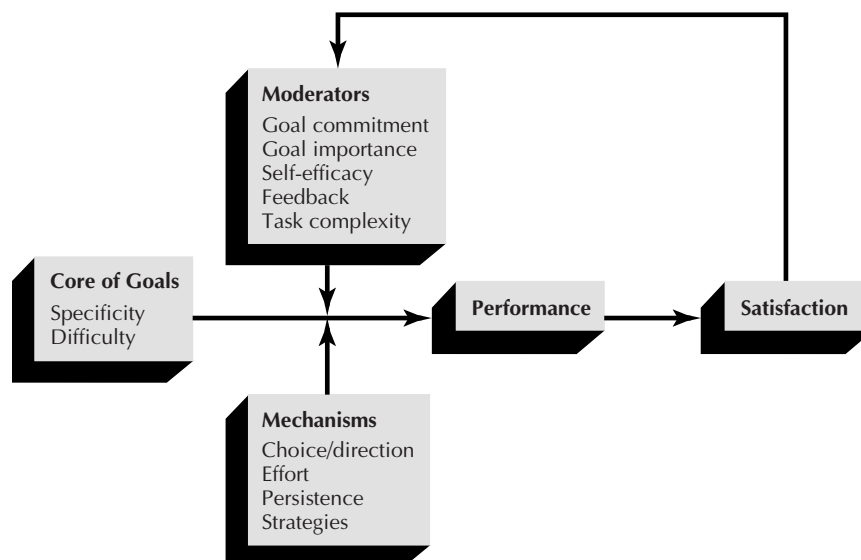 Moderators
Goal commitment
Goal importance
Self-efficacy
Feedback
Task complexity
Core of Goals
Specificity
Difficulty
Performance
Satisfaction
Mechanisms
Choice/direction
Effort
Persistence
Strategies